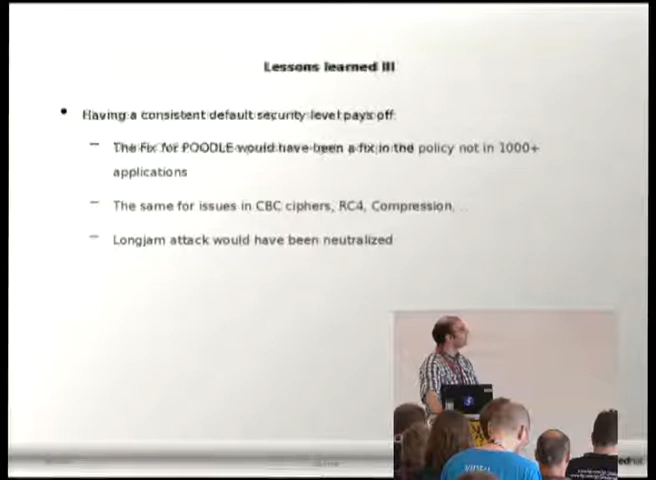 Lessons learned III
Having a consistent default security level pays off:
The Fix for POODLE would have been a fix in the policy not in 1000+
applications
The same for issues in CBC ciphers, RC4, Compression, ...
Longjam attack would have been neutralized